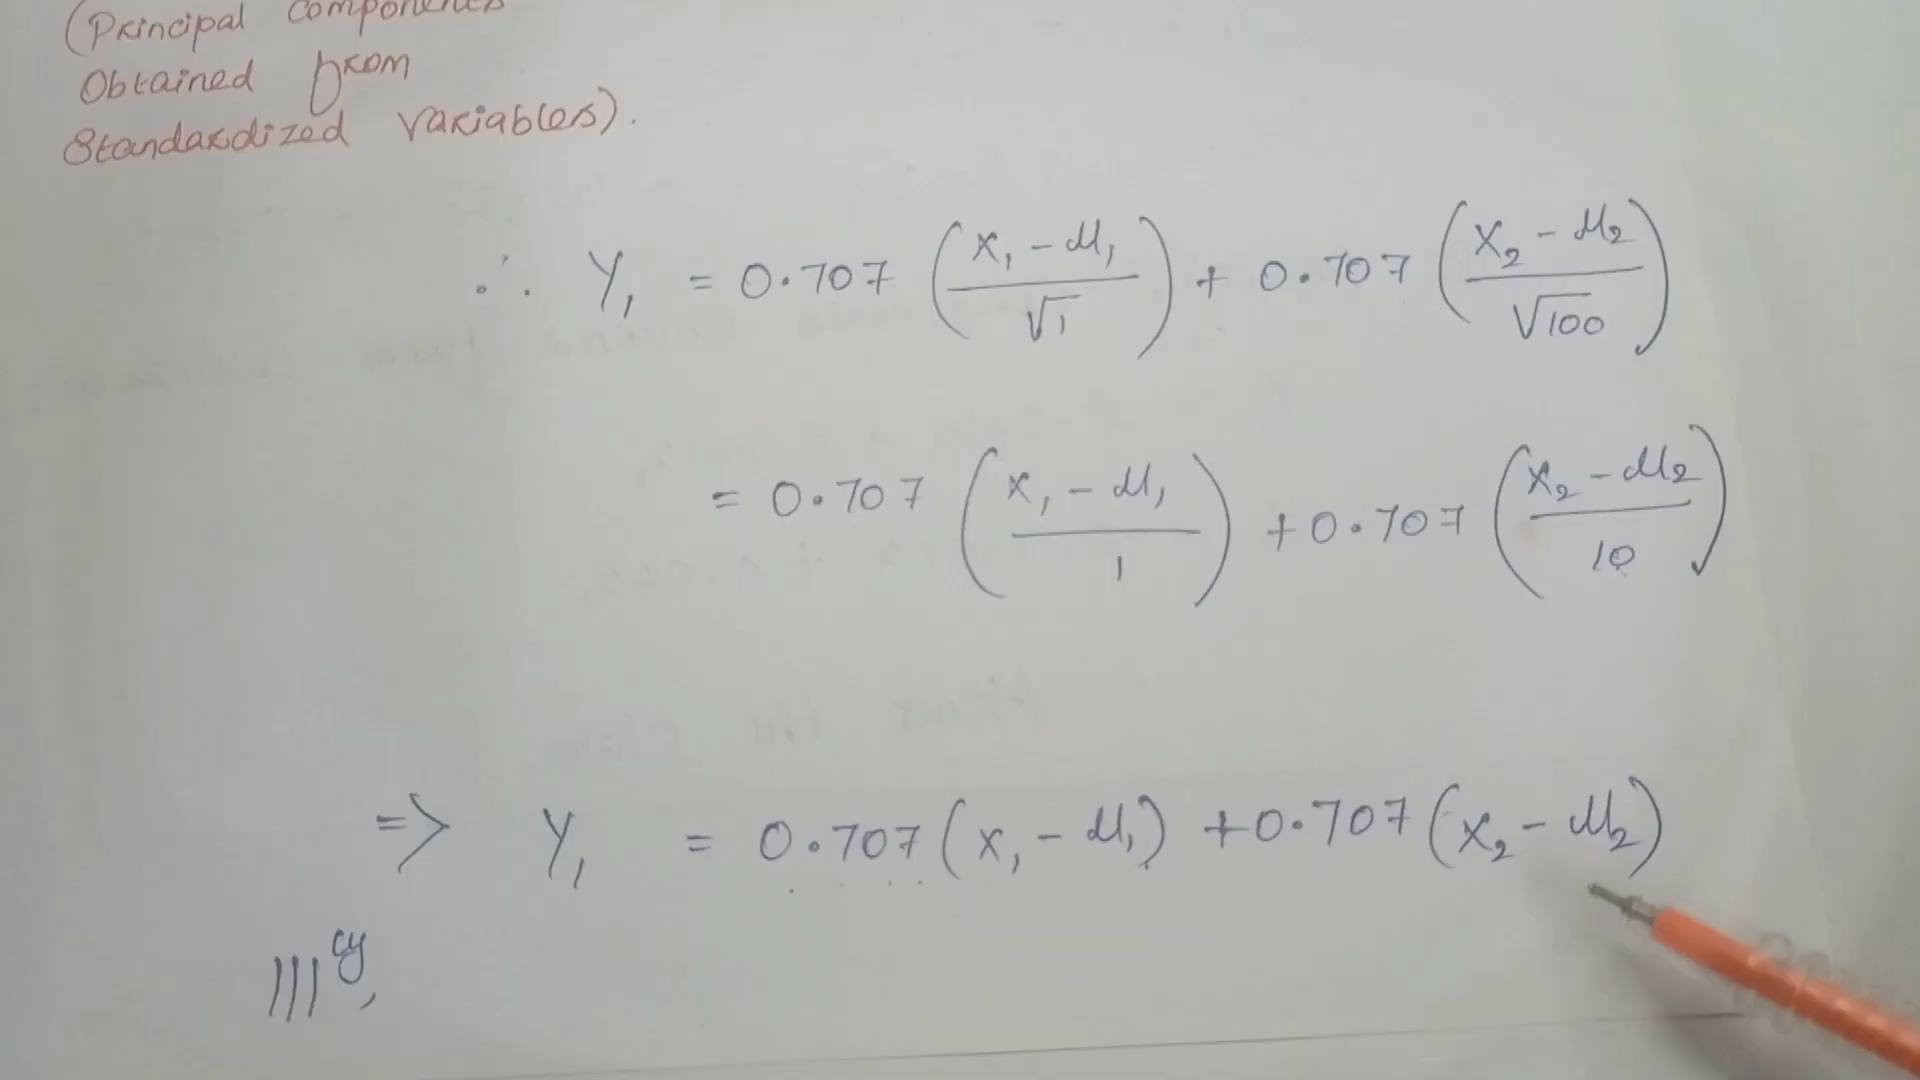 (Principal components
Obtained from
Standardized variables).
∴ Y₁ = 0.707 ((x₁ - μ₁)/√1) + 0.707 ((x₂ - μ₂)/√100)
= 0.707 ((x₁ - μ₁)/1) + 0.707 ((x₂ - μ₂)/10)
=> Y₁ = 0.707 (x₁ - μ₁) + 0.707 (x₂ - μ₂)
|||ly,